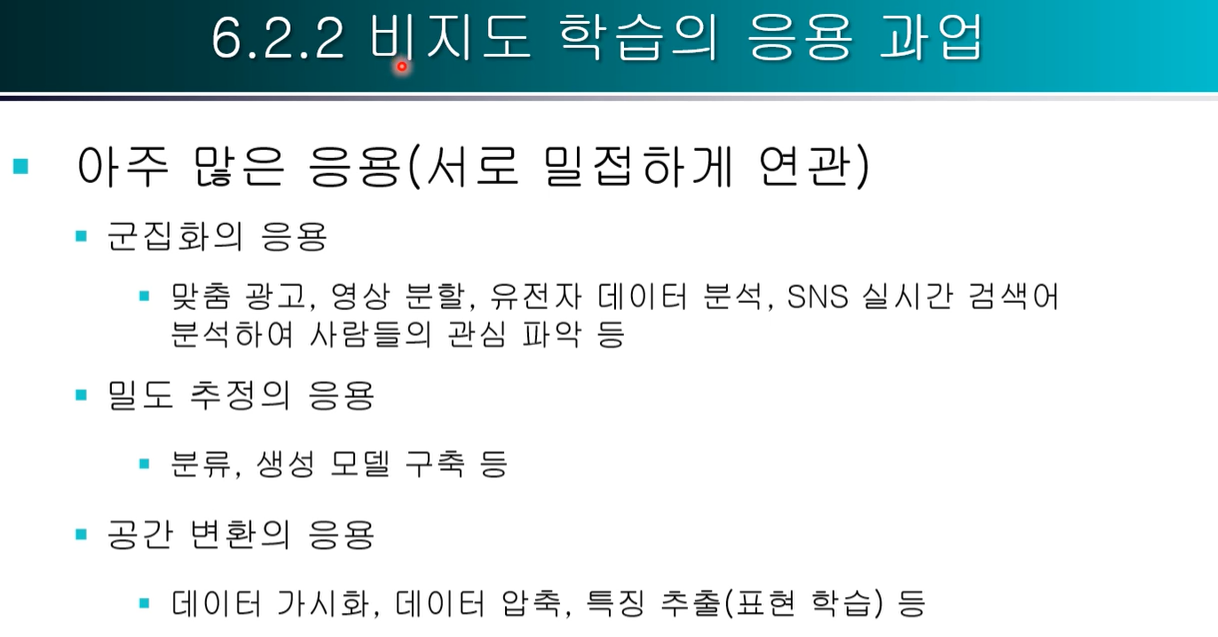 6.2.2 비지도 학습의 응용 과업
아주 많은 응용(서로 밀접하게 연관)
군집화의 응용
맞춤 광고, 영상 분할, 유전자 데이터 분석, SNS 실시간 검색어
분석하여 사람들의 관심 파악 등
밀도 추정의 응용
분류, 생성 모델 구축 등
공간 변환의 응용
데이터 가시화, 데이터 압축, 특징 추출(표현 학습) 등